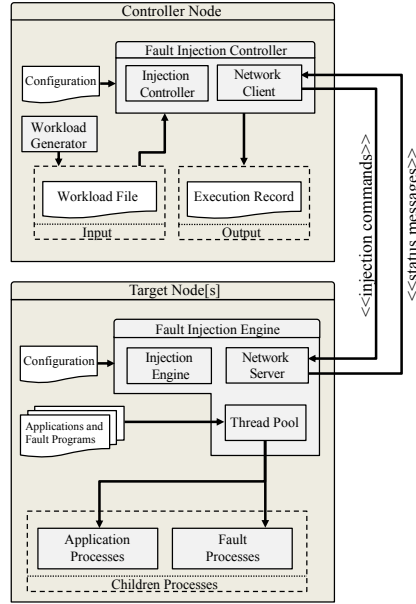 Controller Node
Fault Injection Controller
Configuration
Injection
Controller
Network
Client
Workload
Generator
Workload File
Execution Record
Input
Output
<<injection commands>>
<<status messages>>
Target Node[s]
Fault Injection Engine
Configuration
Injection
Engine
Network
Server
Applications and
Fault Programs
Thread Pool
Application
Processes
Fault
Processes
Children Processes